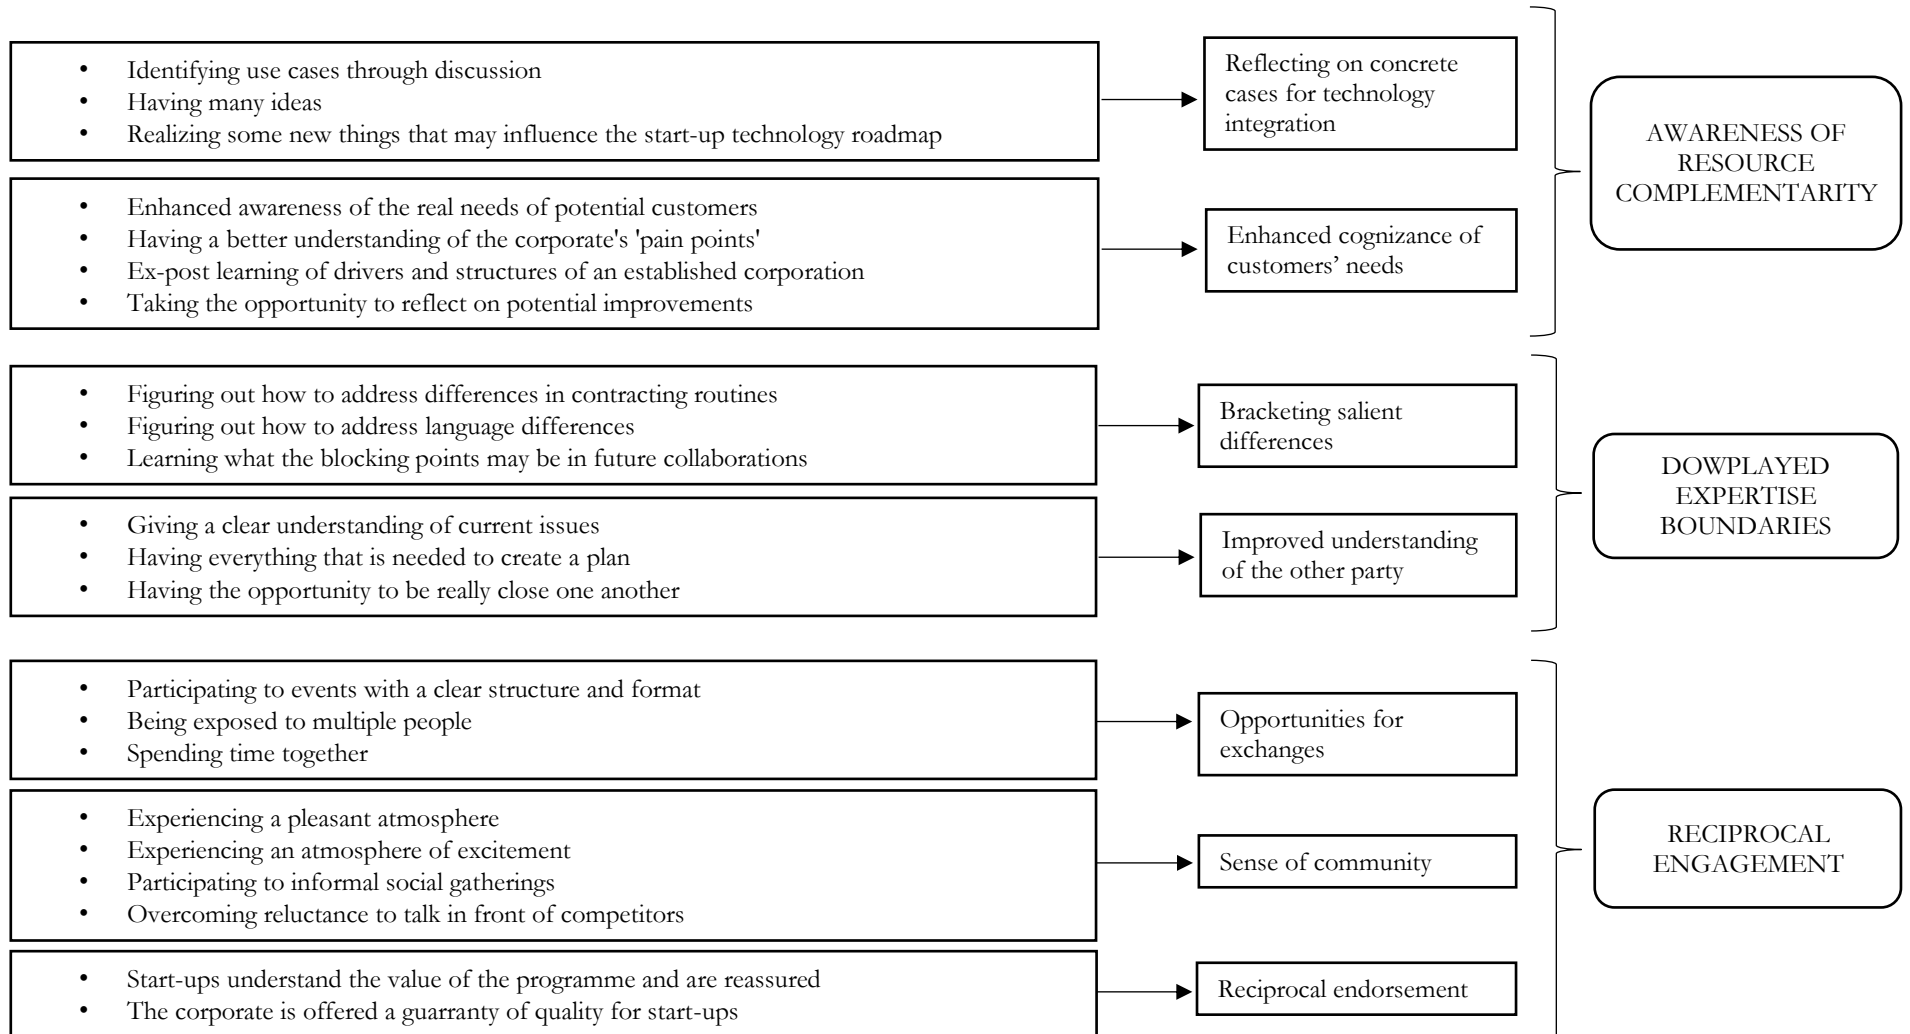 • Identifying use cases through discussion
• Having many ideas
• Realizing some new things that may influence the start-up technology roadmap
Reflecting on concrete
cases for technology
integration
• Enhanced awareness of the real needs of potential customers
• Having a better understanding of the corporate's 'pain points'
• Ex-post learning of drivers and structures of an established corporation
• Taking the opportunity to reflect on potential improvements
Enhanced cognizance of
customers’ needs
AWARENESS OF
RESOURCE
COMPLEMENTARITY
• Figuring out how to address differences in contracting routines
• Figuring out how to address language differences
• Learning what the blocking points may be in future collaborations
Bracketing salient
differences
• Giving a clear understanding of current issues
• Having everything that is needed to create a plan
• Having the opportunity to be really close one another
Improved understanding
of the other party
DOWPLAYED
EXPERTISE
BOUNDARIES
• Participating to events with a clear structure and format
• Being exposed to multiple people
• Spending time together
Opportunities for
exchanges
• Experiencing a pleasant atmosphere
• Experiencing an atmosphere of excitement
• Participating to informal social gatherings
• Overcoming reluctance to talk in front of competitors
Sense of community
• Start-ups understand the value of the programme and are reassured
• The corporate is offered a guarranty of quality for start-ups
Reciprocal endorsement
RECIPROCAL
ENGAGEMENT